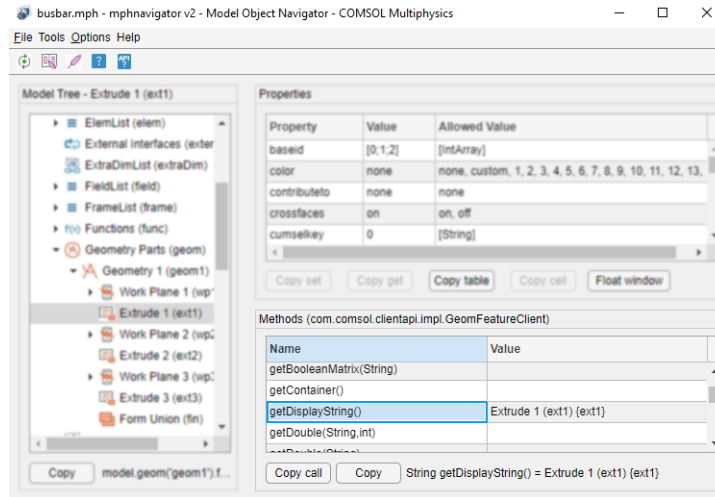 busbar.mph - mphnavigator v2 - Model Object Navigator - COMSOL Multiphysics
File Tools Options Help
Model Tree - Extrude 1 (ext1)
ElemList (elem)
External Interfaces (exter
ExtraDimList (extraDim)
FieldList (field)
FrameList (frame)
f(x) Functions (func)
Geometry Parts (geom)
Geometry 1 (geom1)
Work Plane 1 (wp
Extrude 1 (ext1)
Work Plane 2 (wp2
Extrude 2 (ext2)
Work Plane 3 (wp3
Extrude 3 (ext3)
Form Union (fin)
Copy model.geom('geom1').f...
Properties
Property Value Allowed Value
baseid [0;1;2] [intArray]
color none none, custom, 1, 2, 3, 4, 5, 6, 7, 8, 9, 10, 11, 12, 13,
contributeto none none
crossfaces on on, off
cumselkey 0 [String]
Copy set Copy get Copy table Copy cell Float window
Methods (com.comsol.clientapi.impl.GeomFeatureClient)
Name Value
getBooleanMatrix(String)
getContainer()
getDisplayString() Extrude 1 (ext1) {ext1}
getDouble(String,int)
Copy call Copy String getDisplayString() = Extrude 1 (ext1) {ext1}